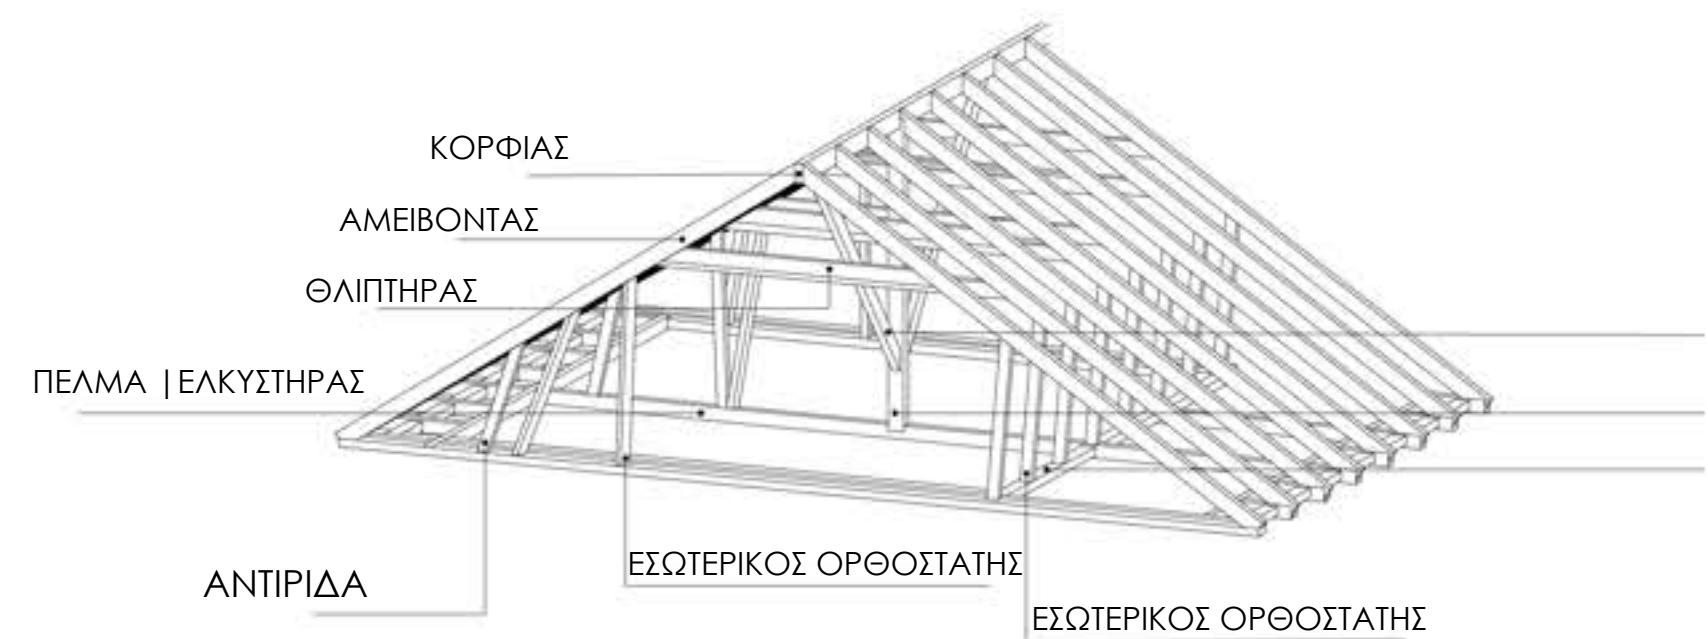 ΚΟΡΦΙΑΣ
ΑΜΕΙΒΟΝΤΑΣ
ΘΛΙΠΤΗΡΑΣ
ΠΕΛΜΑ | ΕΛΚΥΣΤΗΡΑΣ
ΑΝΤΙΡΙΔΑ
ΕΣΩΤΕΡΙΚΟΣ ΟΡΘΟΣΤΑΤΗΣ
ΕΣΩΤΕΡΙΚΟΣ ΟΡΘΟΣΤΑΤΗΣ